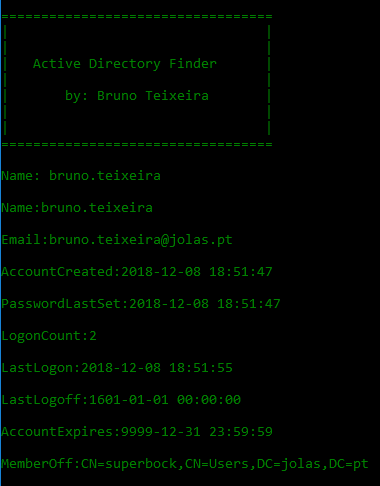 ==================================
Active Directory Finder
by: Bruno Teixeira
==================================
Name: bruno.teixeira
Name:bruno.teixeira
Email:bruno.teixeira@jolas.pt
AccountCreated:2018-12-08 18:51:47
PasswordLastSet:2018-12-08 18:51:47
LogonCount:2
LastLogon:2018-12-08 18:51:55
LastLogoff:1601-01-01 00:00:00
AccountExpires:9999-12-31 23:59:59
MemberOff:CN=superbock,CN=Users,DC=jolas,DC=pt